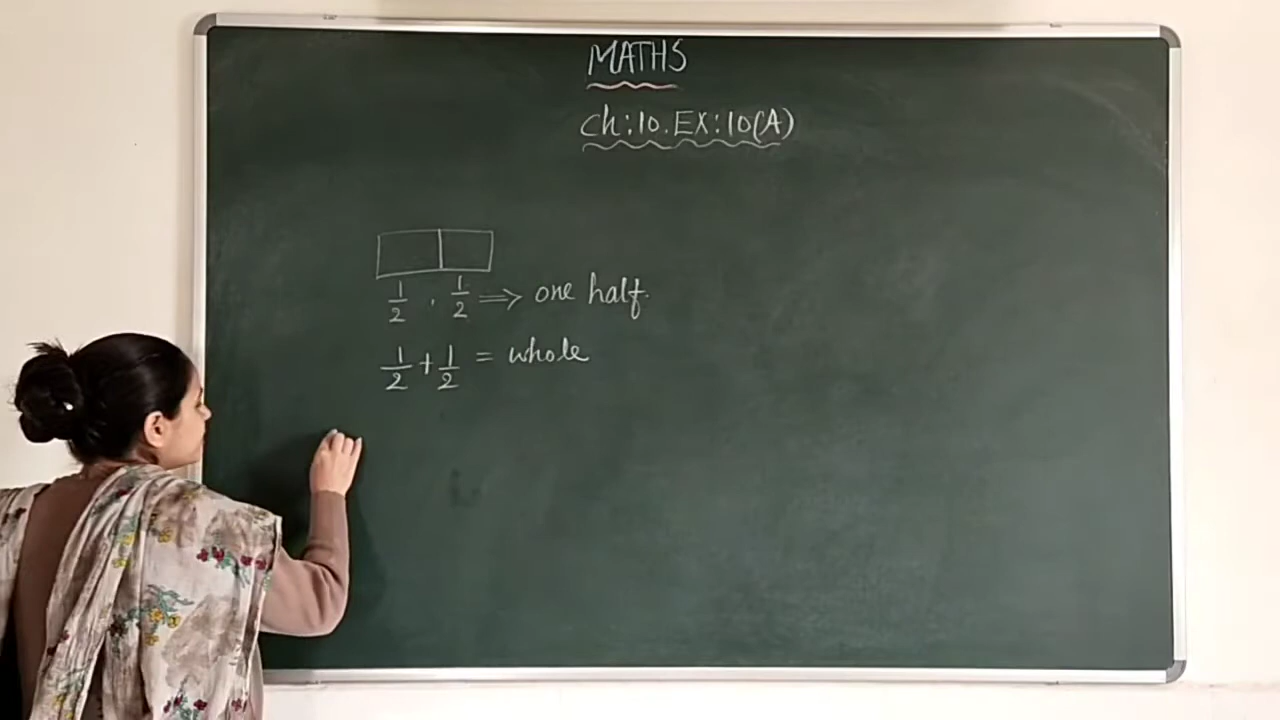 MATHS
Ch:10. EX:10(A)
1/2 , 1/2 ⇒ one half.
1/2 + 1/2 = whole